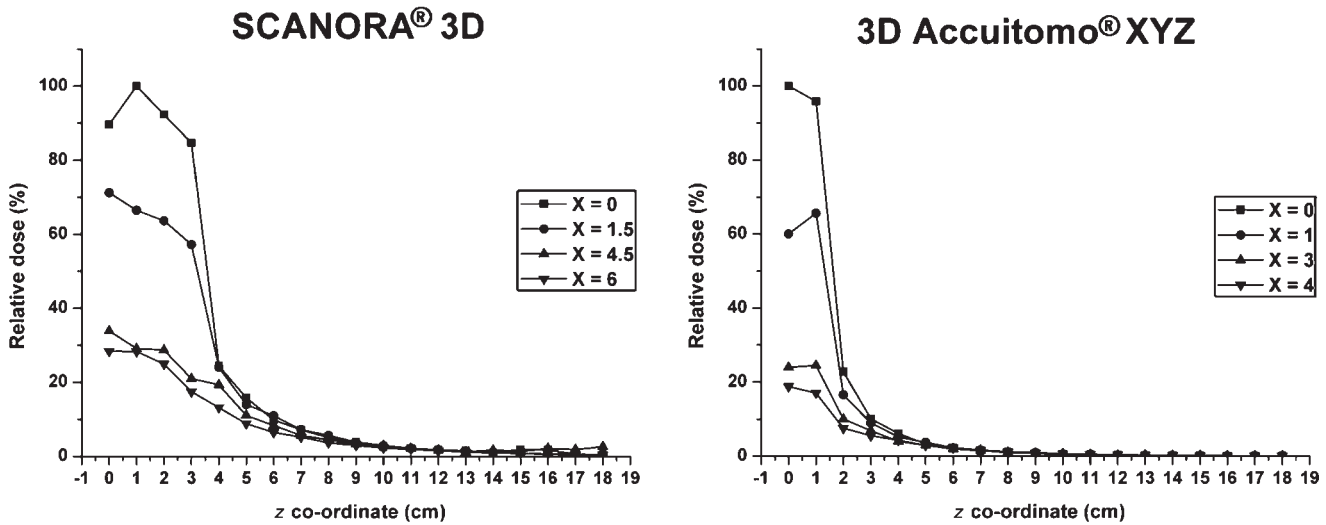 SCANORA® 3D
Relative dose (%)
100
80
60
40
20
0
-1 0 1 2 3 4 5 6 7 8 9 10 11 12 13 14 15 16 17 18 19
z co-ordinate (cm)
X = 0
X = 1.5
X = 4.5
X = 6
3D Accuitomo® XYZ
Relative dose (%)
100
80
60
40
20
0
-1 0 1 2 3 4 5 6 7 8 9 10 11 12 13 14 15 16 17 18 19
z co-ordinate (cm)
X = 0
X = 1
X = 3
X = 4